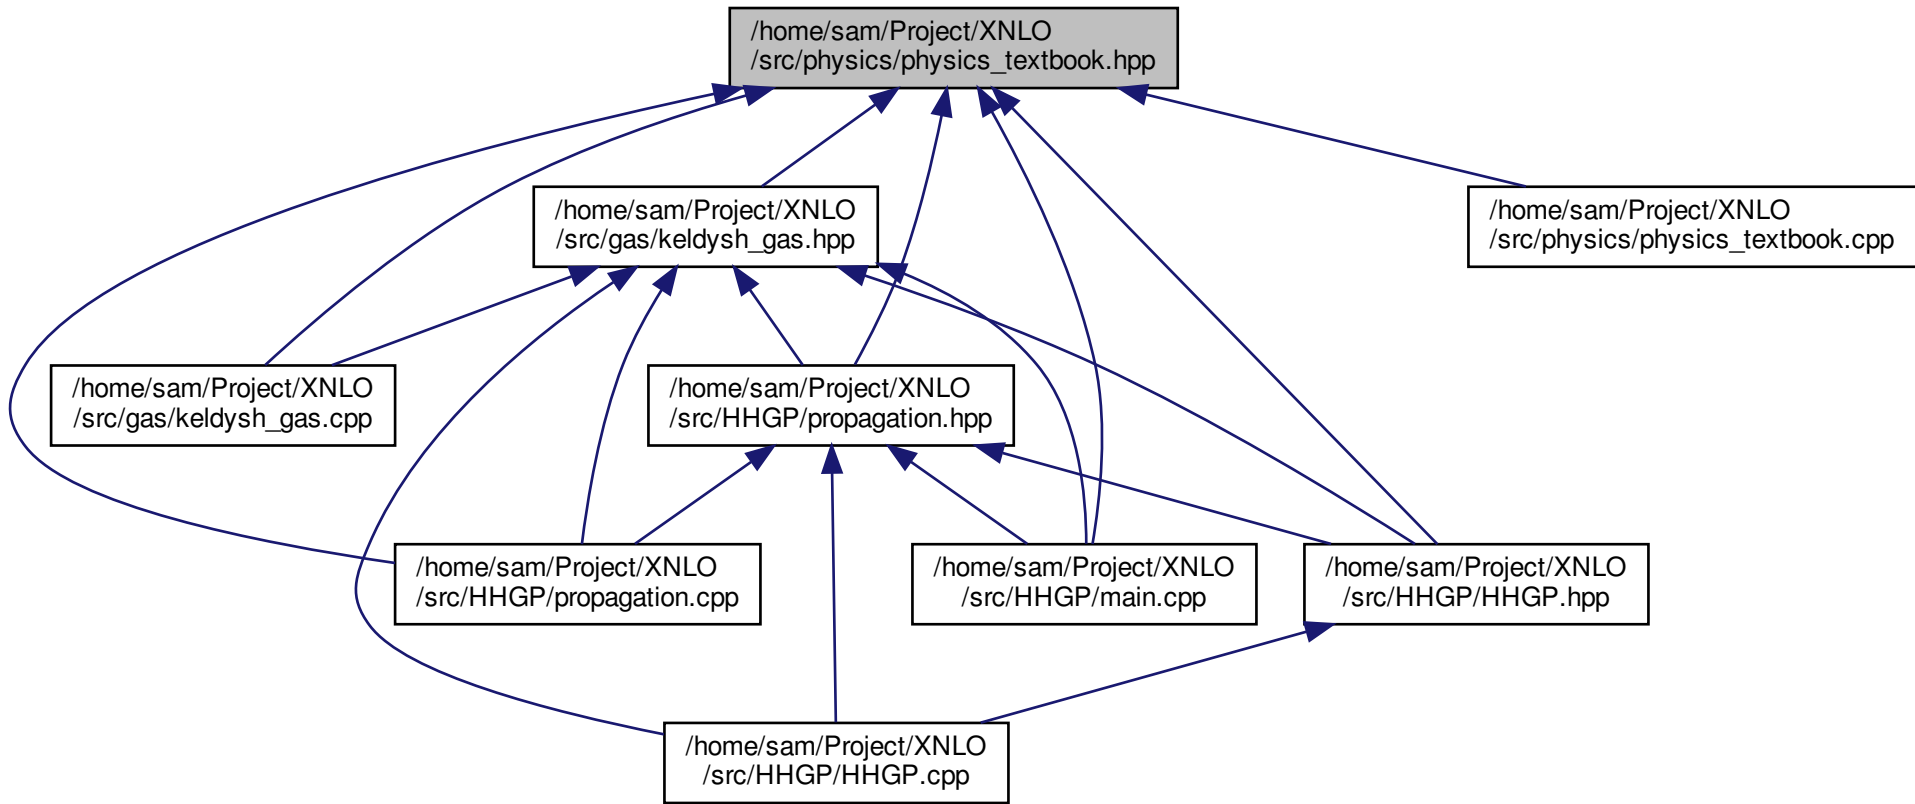 /home/sam/Project/XNLO
/src/physics/physics_textbook.hpp
/home/sam/Project/XNLO
/src/gas/keldysh_gas.hpp
/home/sam/Project/XNLO
/src/physics/physics_textbook.cpp
/home/sam/Project/XNLO
/src/gas/keldysh_gas.cpp
/home/sam/Project/XNLO
/src/HHGP/propagation.hpp
/home/sam/Project/XNLO
/src/HHGP/propagation.cpp
/home/sam/Project/XNLO
/src/HHGP/main.cpp
/home/sam/Project/XNLO
/src/HHGP/HHGP.hpp
/home/sam/Project/XNLO
/src/HHGP/HHGP.cpp